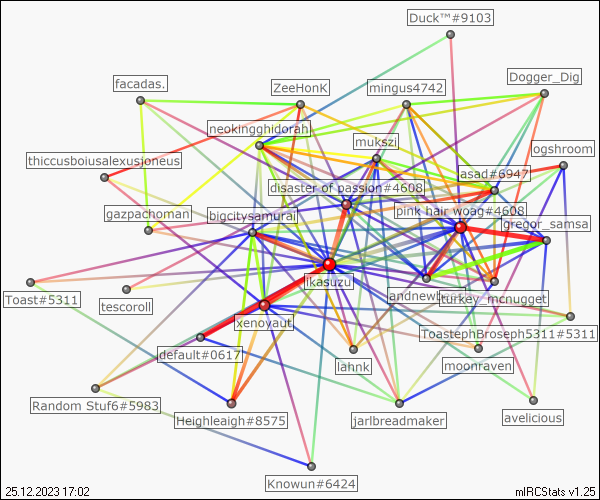 Duck™#9103
facadas.
ZeeHonK
mingus4742
Dogger_Dig
neokingghidorah
mukszi
ogshroom
thiccusboiusalexusjoneus
asad#6947
disaster of passion#4608
gazpachoman
bigcitysamurai
pink hair woag#4608
gregor_samsa
ikasuzu
Toast#5311
tescoroll
turkey_mcnugget
xenoyaut
ToastephBroseph5311#5311
default#0617
lahnk
moonraven
Random Stuf6#5983
Heighleaigh#8575
jarlbreadmaker
avelicious
Knowun#6424
25.12.2023 17:02
mIRCStats v1.25